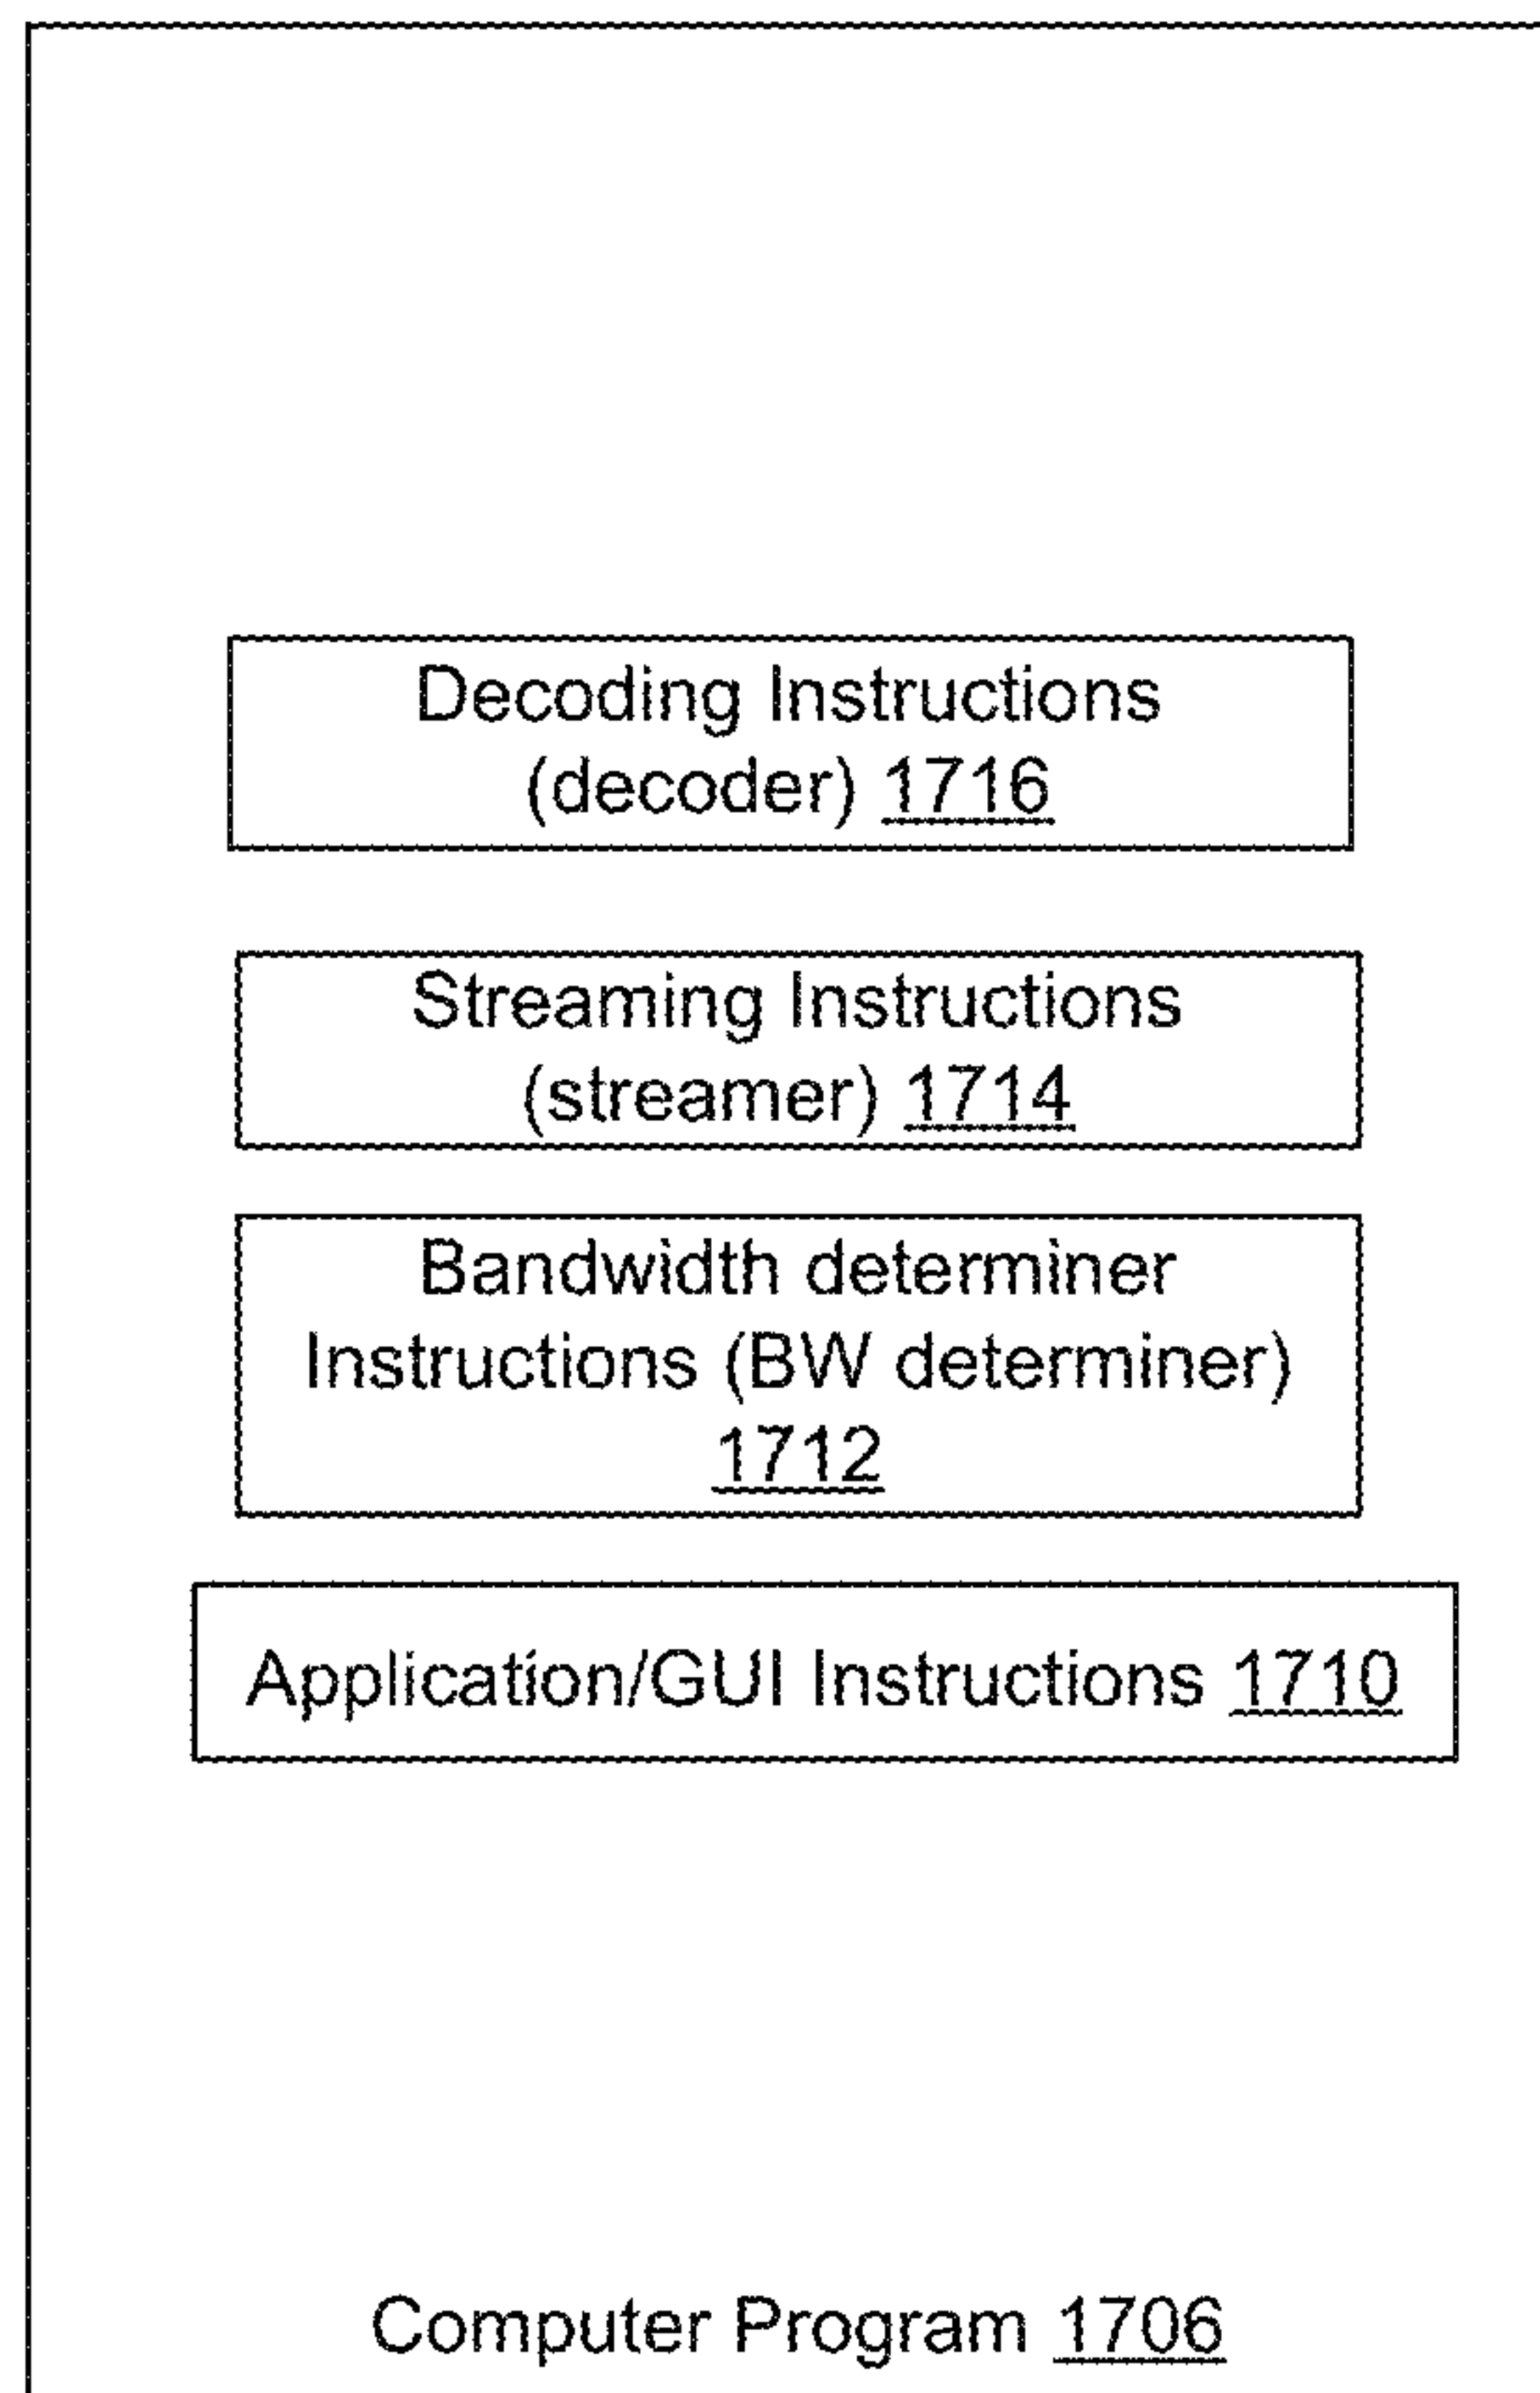 Decoding Instructions
(decoder) 1716
Streaming Instructions
(streamer) 1714
Bandwidth determiner
Instructions (BW determiner)
1712
Application/GUI Instructions 1710
Computer Program 1706